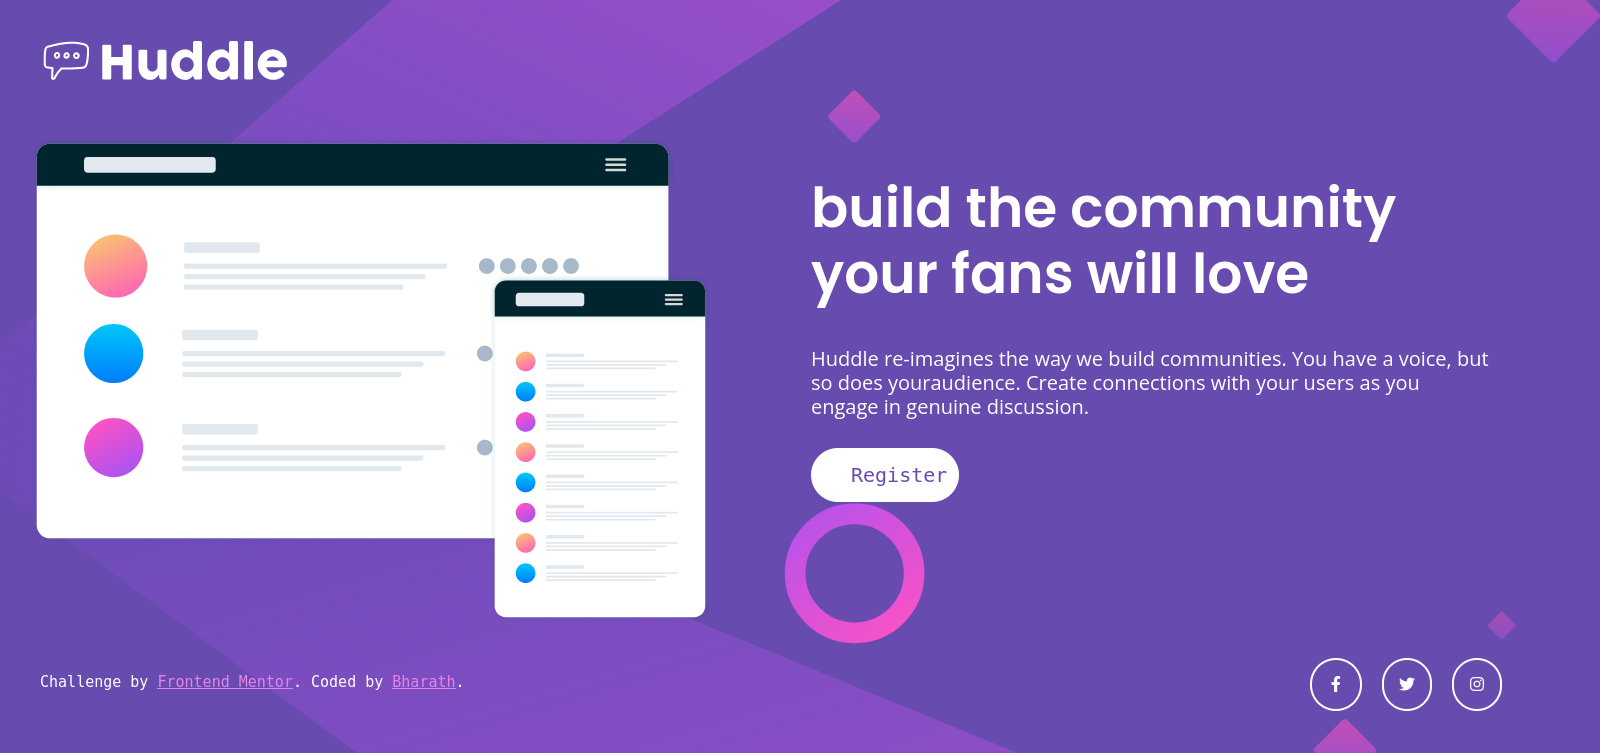 Huddle
build the community
your fans will love
Huddle re-imagines the way we build communities. You have a voice, but
so does youraudience. Create connections with your users as you
engage in genuine discussion.
Register
Challenge by Frontend Mentor. Coded by Bharath.